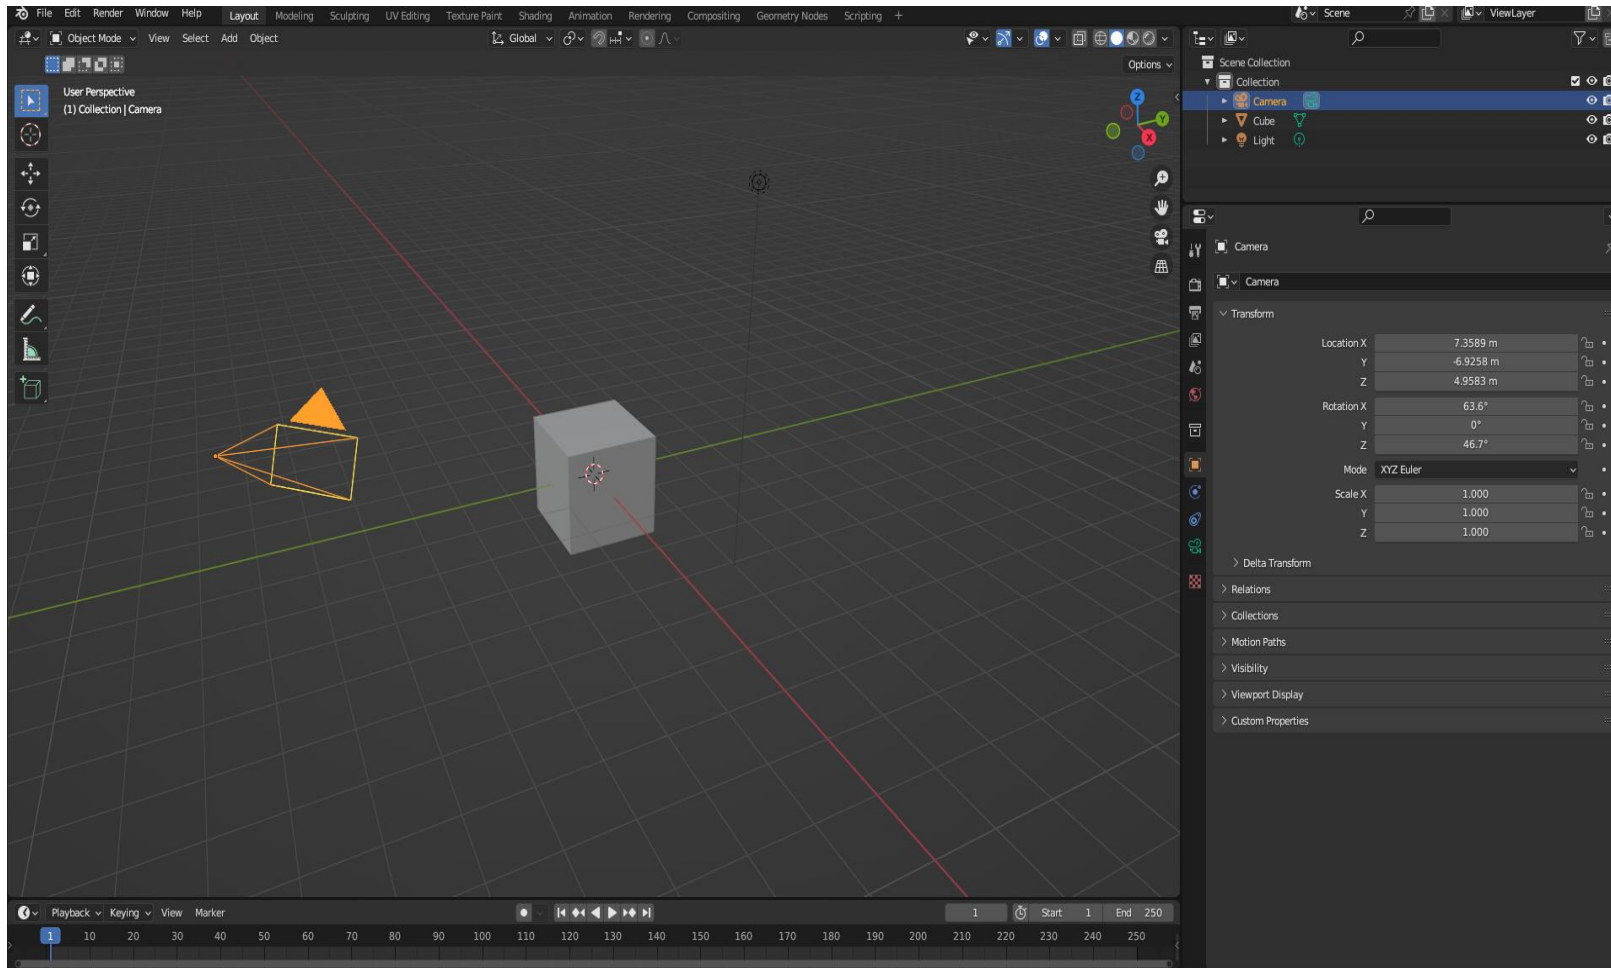 File Edit Render Window Help Layout Modeling Sculpting UV Editing Texture Paint Shading Animation Rendering Compositing Geometry Nodes Scripting + Scene ViewLayer
Object Mode View Select Add Object Global
Options
User Perspective
(1) Collection | Camera
Z
Y
X
Scene Collection
Collection
Camera
Cube
Light
Camera
Camera
Transform
Location X 7.3589 m
Y -6.9258 m
Z 4.9583 m
Rotation X 63.6°
Y 0°
Z 46.7°
Mode XYZ Euler
Scale X 1.000
Y 1.000
Z 1.000
Delta Transform
Relations
Collections
Motion Paths
Visibility
Viewport Display
Custom Properties
Playback Keying View Marker 1 Start 1 End 250
1 10 20 30 40 50 60 70 80 90 100 110 120 130 140 150 160 170 180 190 200 210 220 230 240 250